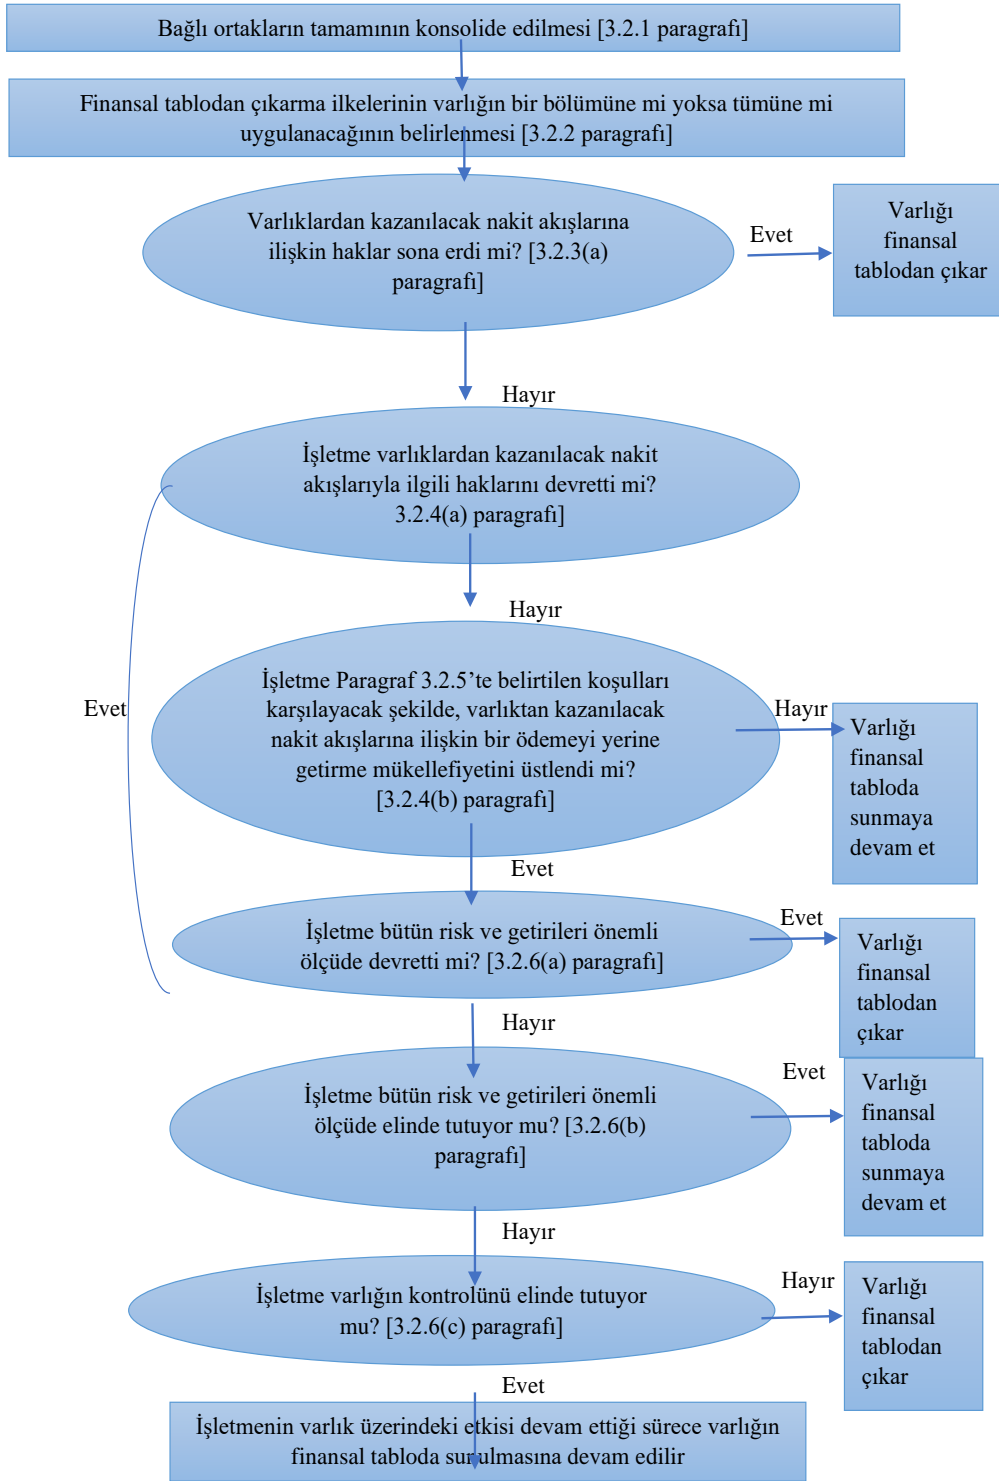 Bağlı ortakların tamamının konsolide edilmesi [3.2.1 paragrafı]
Finansal tablodan çıkarma ilkelerinin varlığın bir bölümüne mi yoksa tümüne mi
uygulanacağının belirlenmesi [3.2.2 paragrafı]
Varlıklardan kazanılacak nakit akışlarına
ilişkin haklar sona erdi mi? [3.2.3(a)
paragrafı]
Evet
Varlığı
finansal
tablodan çıkar
Hayır
İşletme varlıklardan kazanılacak nakit
akışlarıyla ilgili haklarını devretti mi?
3.2.4(a) paragrafı]
Hayır
Evet
İşletme Paragraf 3.2.5’te belirtilen koşulları
karşılayacak şekilde, varlıktan kazanılacak
nakit akışlarına ilişkin bir ödemeyi yerine
getirme mükellefiyetini üstlendi mi?
[3.2.4(b) paragrafı]
Hayır
Varlığı
finansal
tabloda
sunmaya
devam et
Evet
İşletme bütün risk ve getirileri önemli
ölçüde devretti mi? [3.2.6(a) paragrafı]
Evet
Varlığı
finansal
tablodan
çıkar
Hayır
İşletme bütün risk ve getirileri önemli
ölçüde elinde tutuyor mu? [3.2.6(b)
paragrafı]
Evet
Varlığı
finansal
tabloda
sunmaya
devam et
Hayır
İşletme varlığın kontrolünü elinde tutuyor
mu? [3.2.6(c) paragrafı]
Hayır
Varlığı
finansal
tablodan
çıkar
Evet
İşletmenin varlık üzerindeki etkisi devam ettiği sürece varlığın
finansal tabloda sunulmasına devam edilir